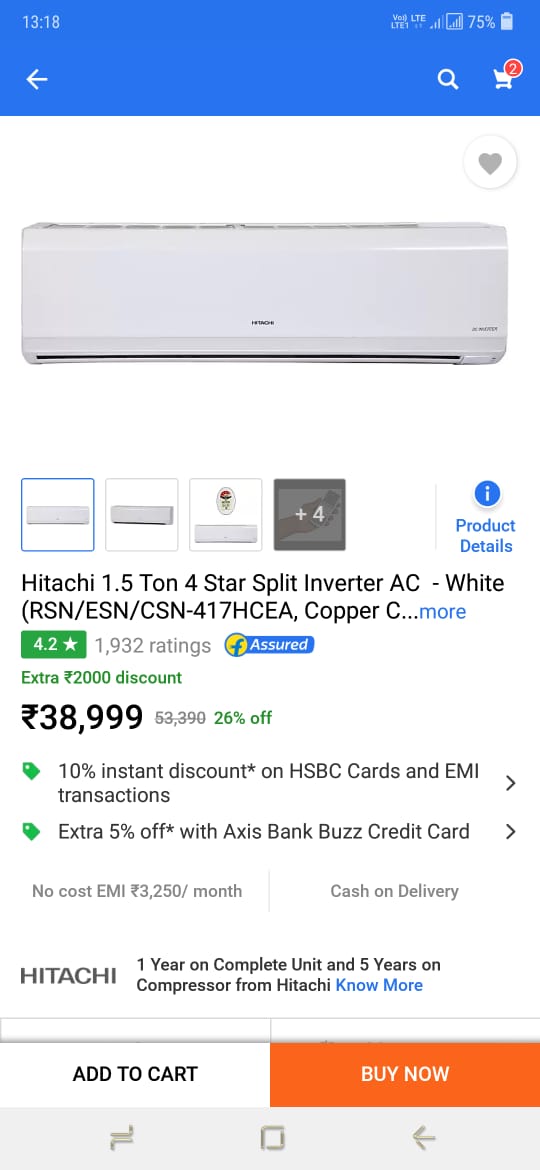 13:18
Vo)) LTE
LTE1
75%
2
HITACHI
DC INVERTER
+ 4
Product
Details
Hitachi 1.5 Ton 4 Star Split Inverter AC - White
(RSN/ESN/CSN-417HCEA, Copper C...more
4.2 ★ 1,932 ratings Assured
Extra ₹2000 discount
₹38,999 53,390 26% off
10% instant discount* on HSBC Cards and EMI
transactions
Extra 5% off* with Axis Bank Buzz Credit Card
No cost EMI ₹3,250/ month
Cash on Delivery
HITACHI
1 Year on Complete Unit and 5 Years on
Compressor from Hitachi Know More
ADD TO CART
BUY NOW